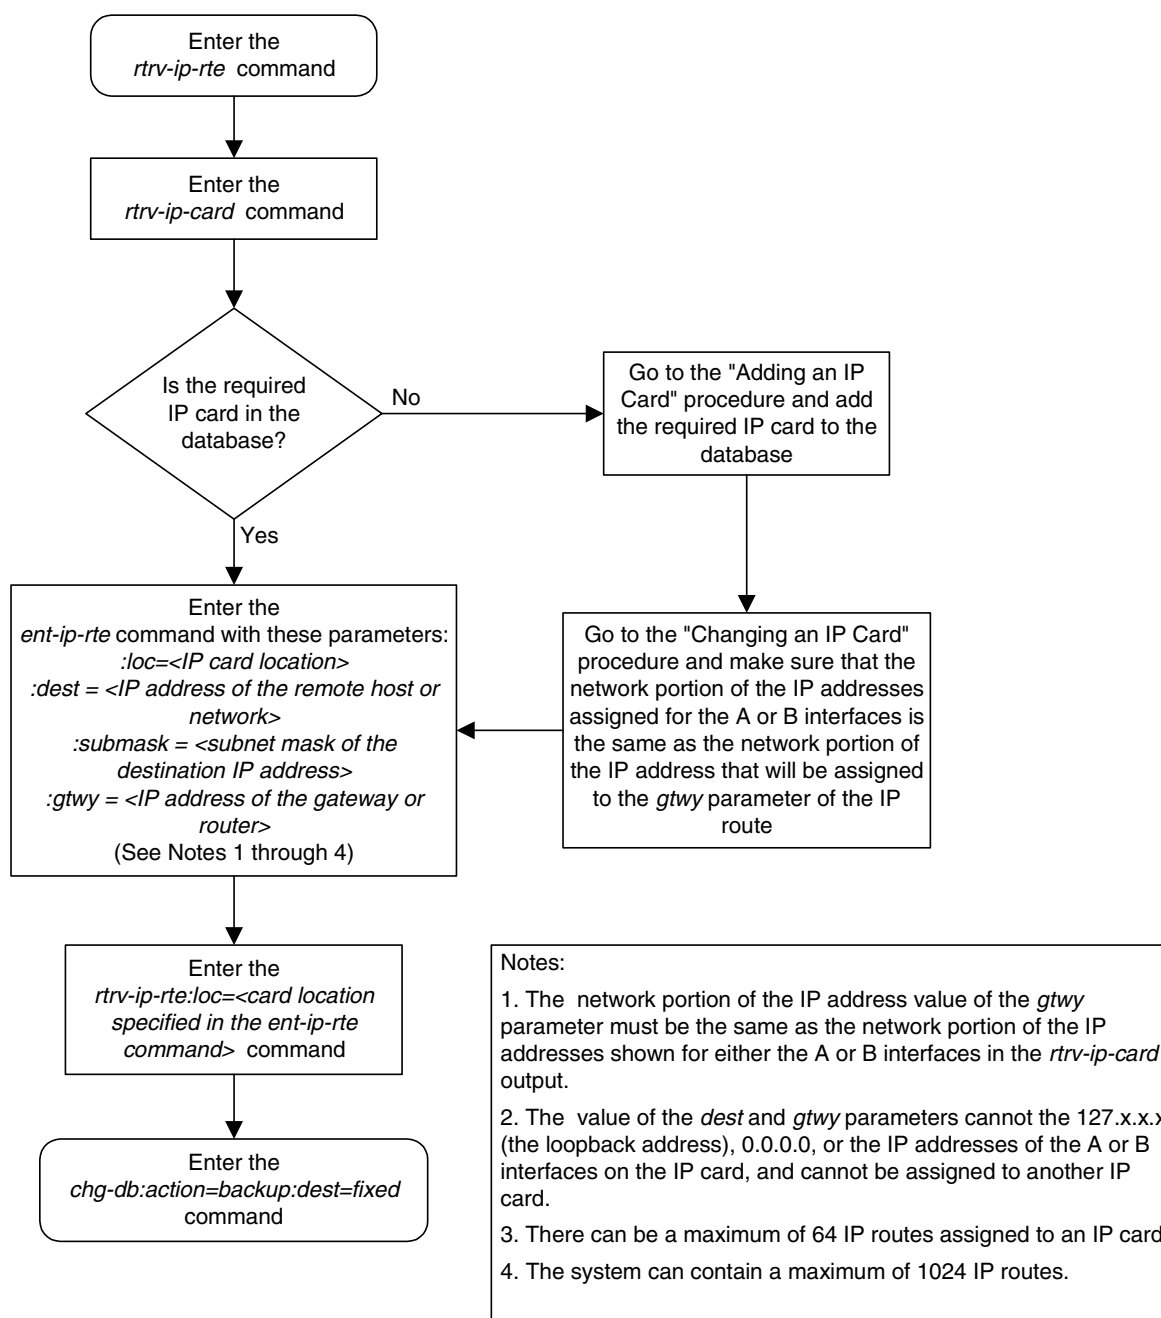 Enter the
rtrv-ip-rte command
Enter the
rtrv-ip-card command
Is the required
IP card in the
database?
No
Go to the "Adding an IP
Card" procedure and add
the required IP card to the
database
Yes
Enter the
ent-ip-rte command with these parameters:
:loc=<IP card location>
:dest = <IP address of the remote host or
network>
:submask = <subnet mask of the
destination IP address>
:gtwy = <IP address of the gateway or
router>
(See Notes 1 through 4)
Go to the "Changing an IP Card"
procedure and make sure that the
network portion of the IP addresses
assigned for the A or B interfaces is
the same as the network portion of
the IP address that will be assigned
to the gtwy parameter of the IP
route
Enter the
rtrv-ip-rte:loc=<card location
specified in the ent-ip-rte
command> command
Enter the
chg-db:action=backup:dest=fixed
command
Notes:
1. The network portion of the IP address value of the gtwy
parameter must be the same as the network portion of the IP
addresses shown for either the A or B interfaces in the rtrv-ip-card
output.
2. The value of the dest and gtwy parameters cannot the 127.x.x.x
(the loopback address), 0.0.0.0, or the IP addresses of the A or B
interfaces on the IP card, and cannot be assigned to another IP
card.
3. There can be a maximum of 64 IP routes assigned to an IP card
4. The system can contain a maximum of 1024 IP routes.